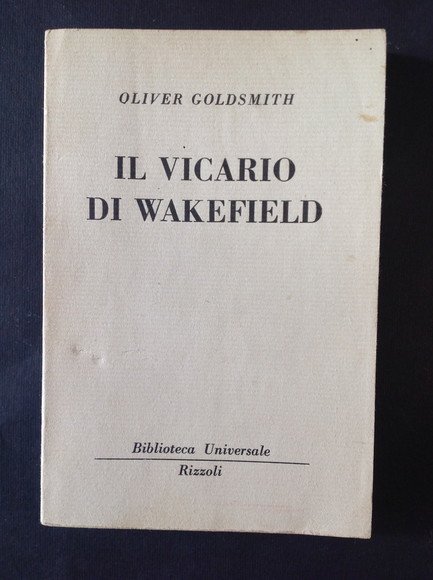 OLIVER GOLDSMITH
IL VICARIO
DI WAKEFIELD
Biblioteca Universale
Rizzoli